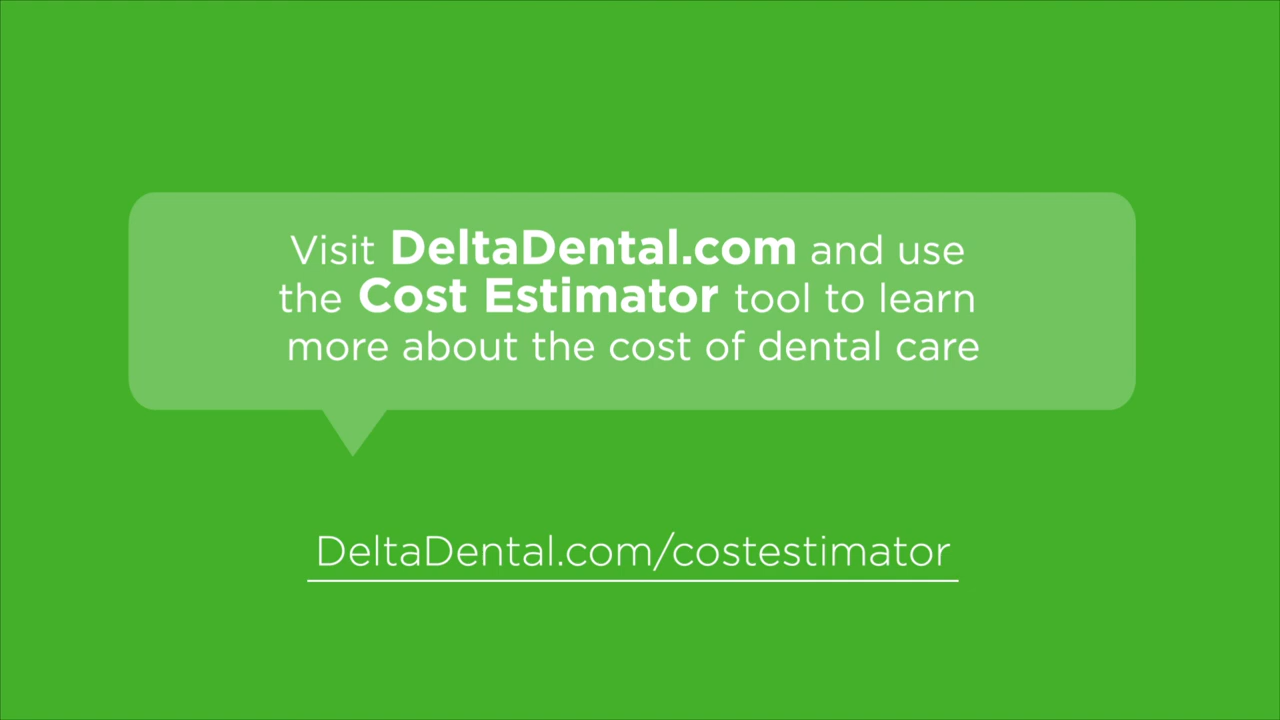 Visit DeltaDental.com and use
the Cost Estimator tool to learn
more about the cost of dental care
DeltaDental.com/costestimator